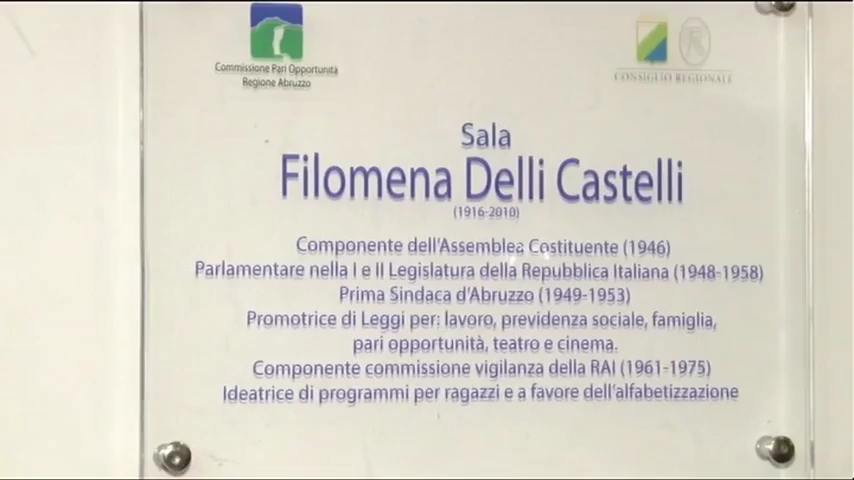 Commissione Pari Opportunità
Regione Abruzzo
CONSIGLIO REGIONALE
Sala
Filomena Delli Castelli
(1916-2010)
Componente dell'Assemblea Costituente (1946)
Parlamentare nella I e II Legislatura della Repubblica Italiana (1948-1958)
Prima Sindaca d'Abruzzo (1949-1953)
Promotrice di Leggi per: lavoro, previdenza sociale, famiglia,
pari opportunità, teatro e cinema.
Componente commissione vigilanza della RAI (1961-1975)
Ideatrice di programmi per ragazzi e a favore dell'alfabetizzazione